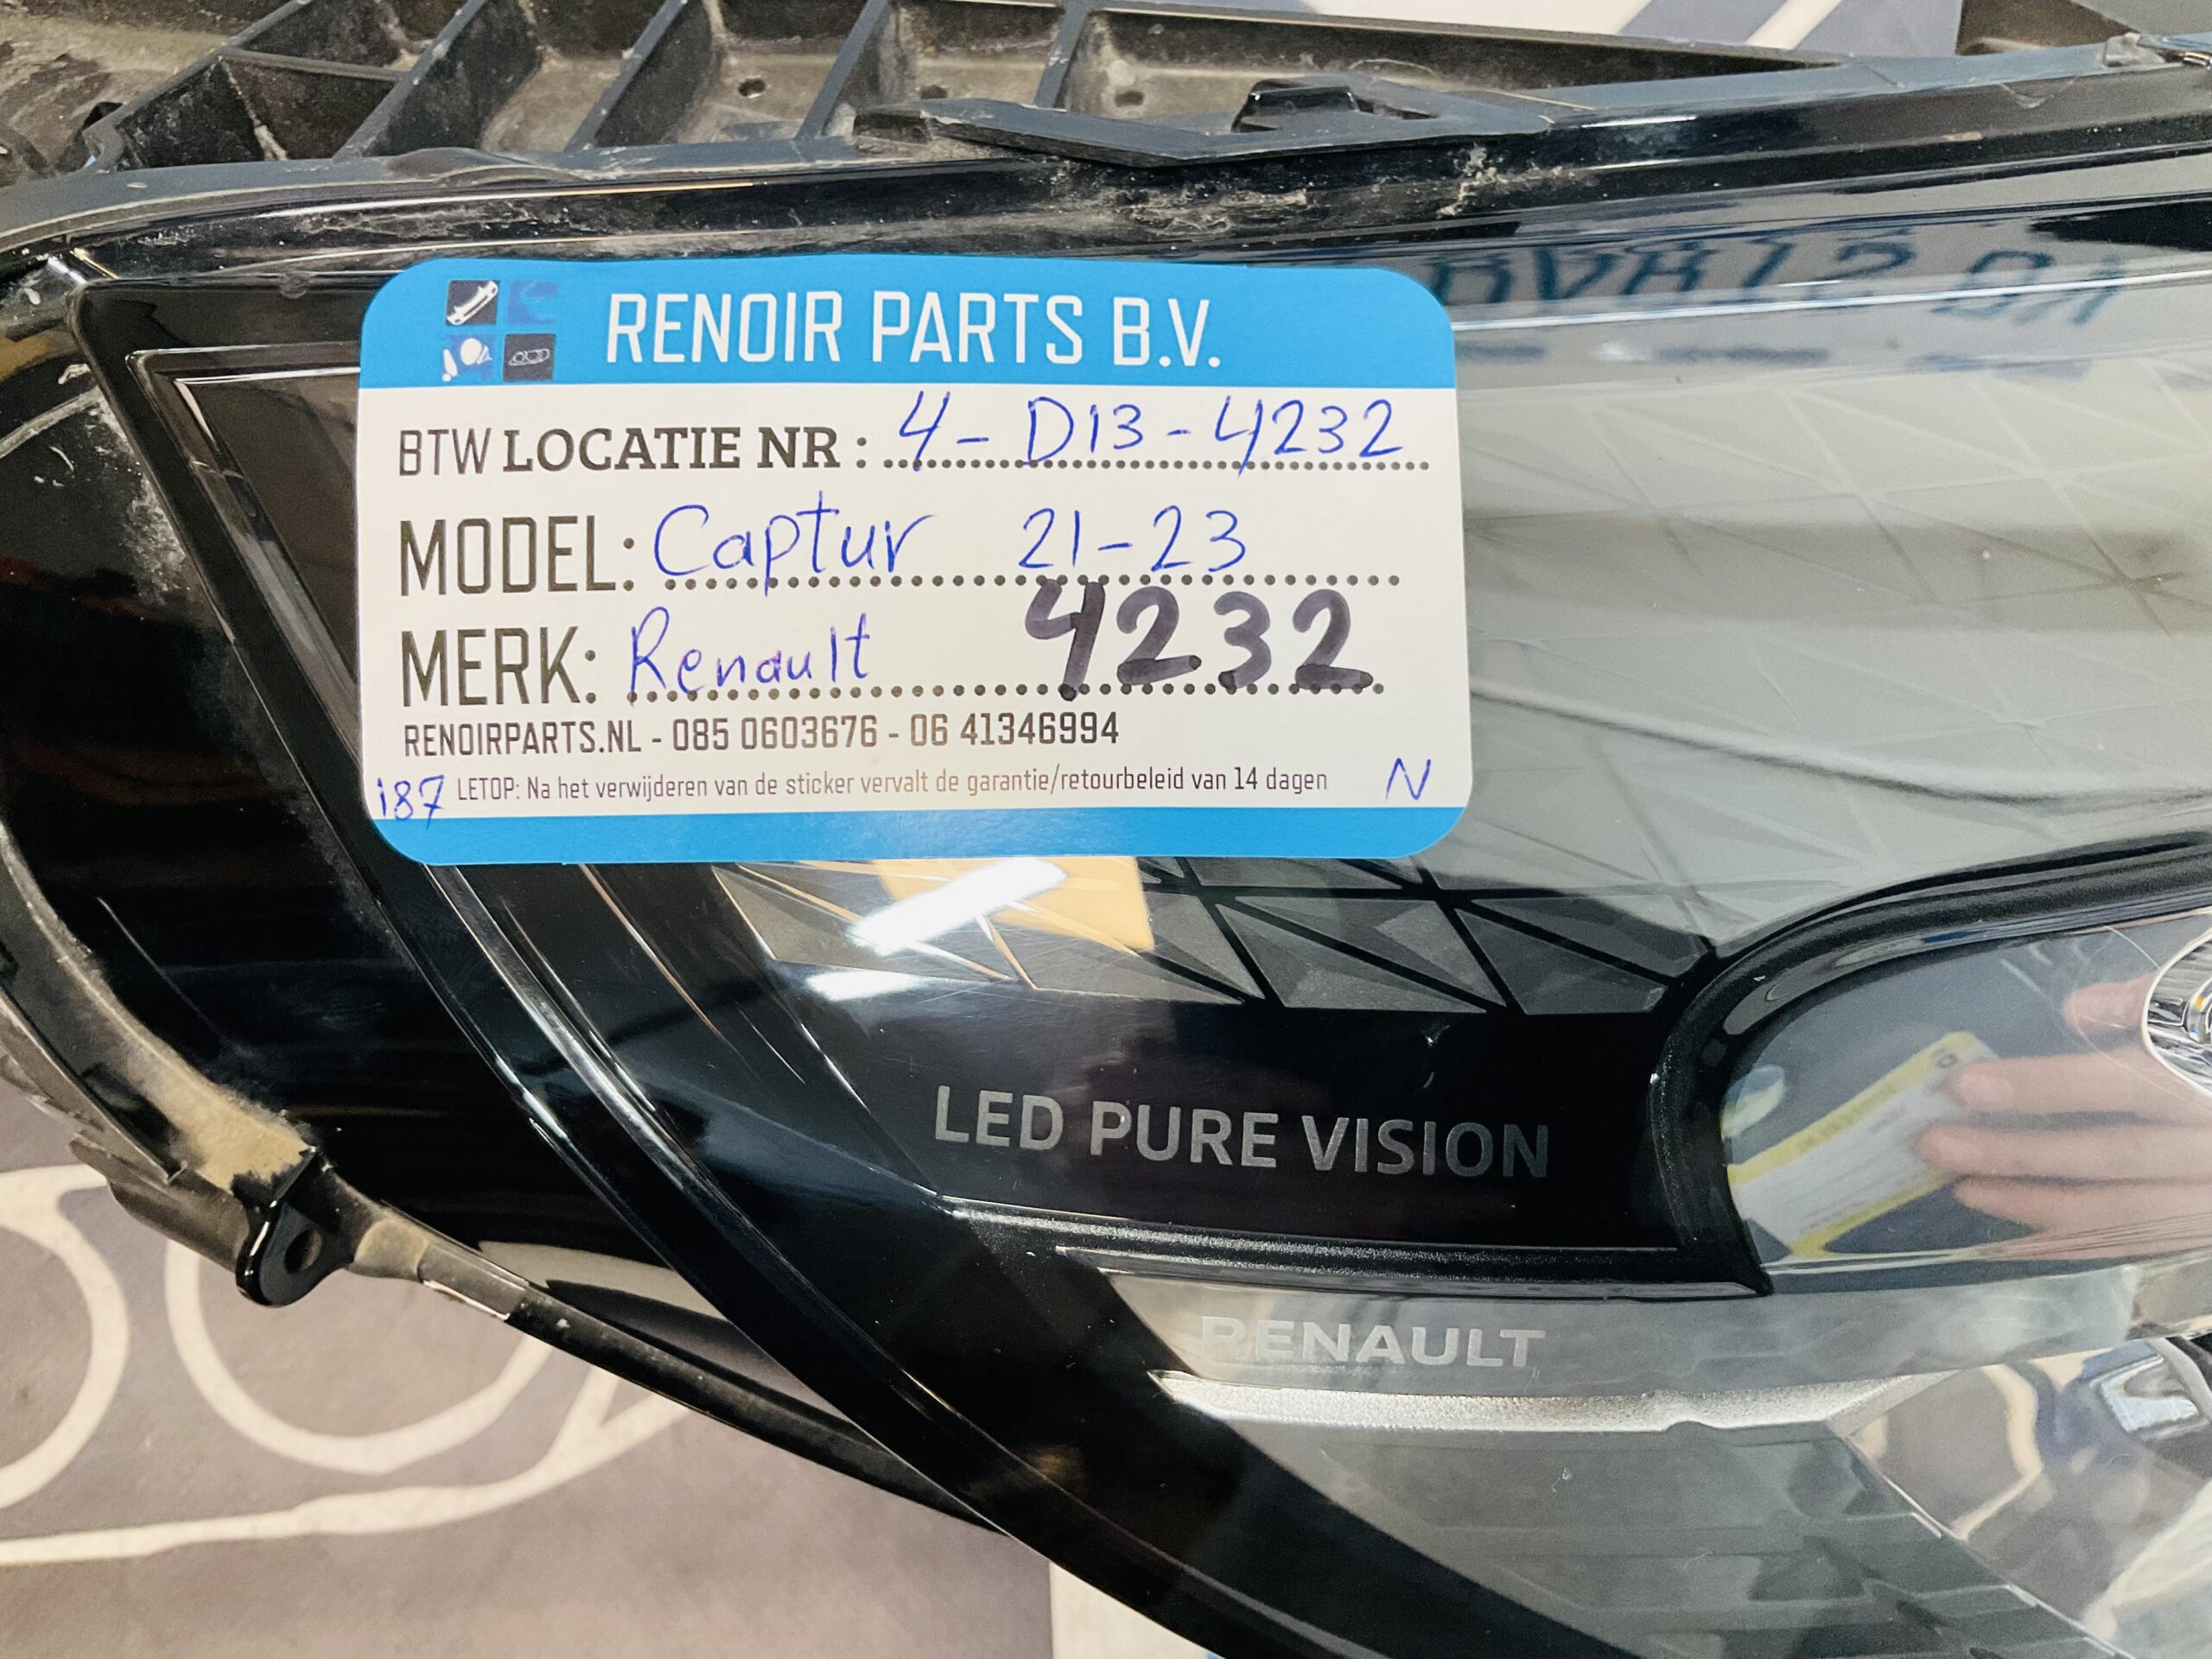 RENOIR PARTS B.V.
BTW LOCATIE NR : 4 - D13 - 4232
MODEL: Captur 21-23
MERK: Renault 4232
RENOIRPARTS.NL - 085 0603676 - 06 41346994
i87 LETOP: Na het verwijderen van de sticker vervalt de garantie/retourbeleid van 14 dagen N
LED PURE VISION
RENAULT